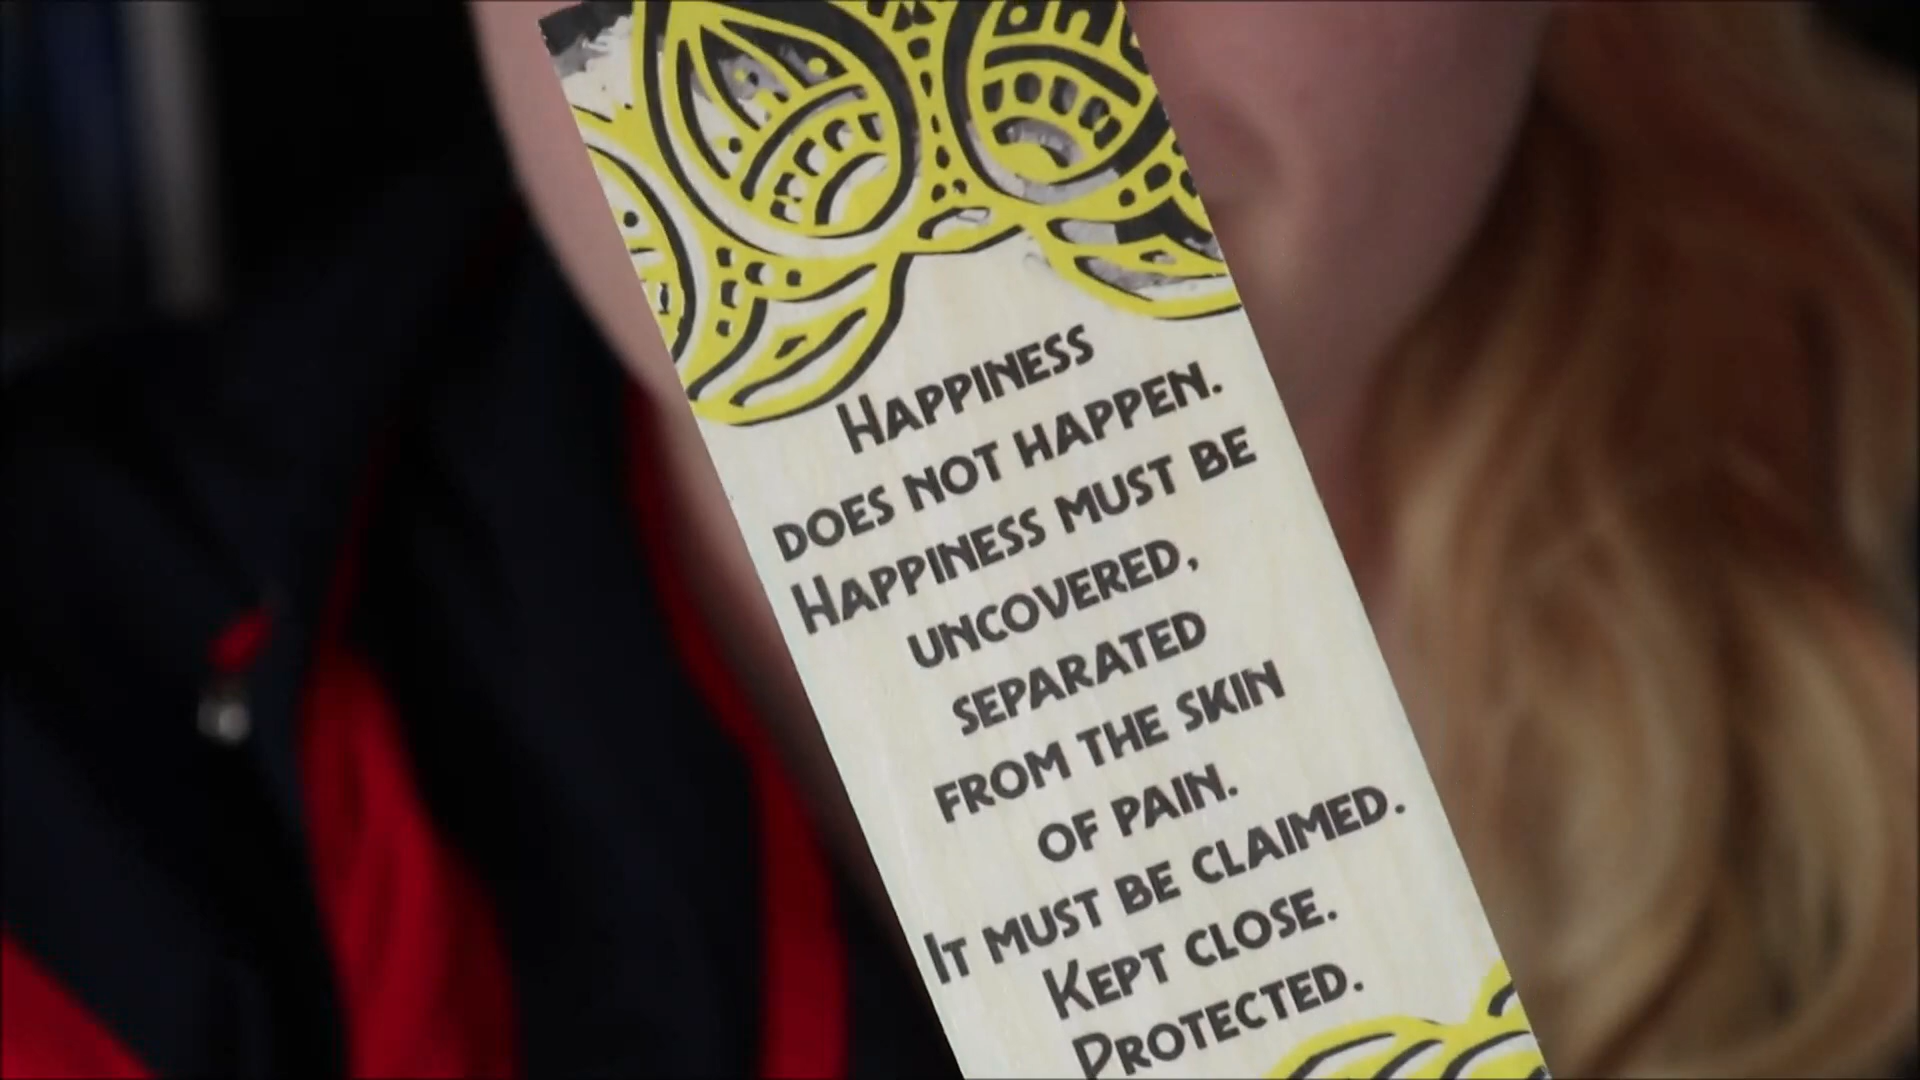 Happiness
does not happen.
Happiness must be
uncovered,
separated
from the skin
of pain.
It must be claimed.
Kept close.
Protected.